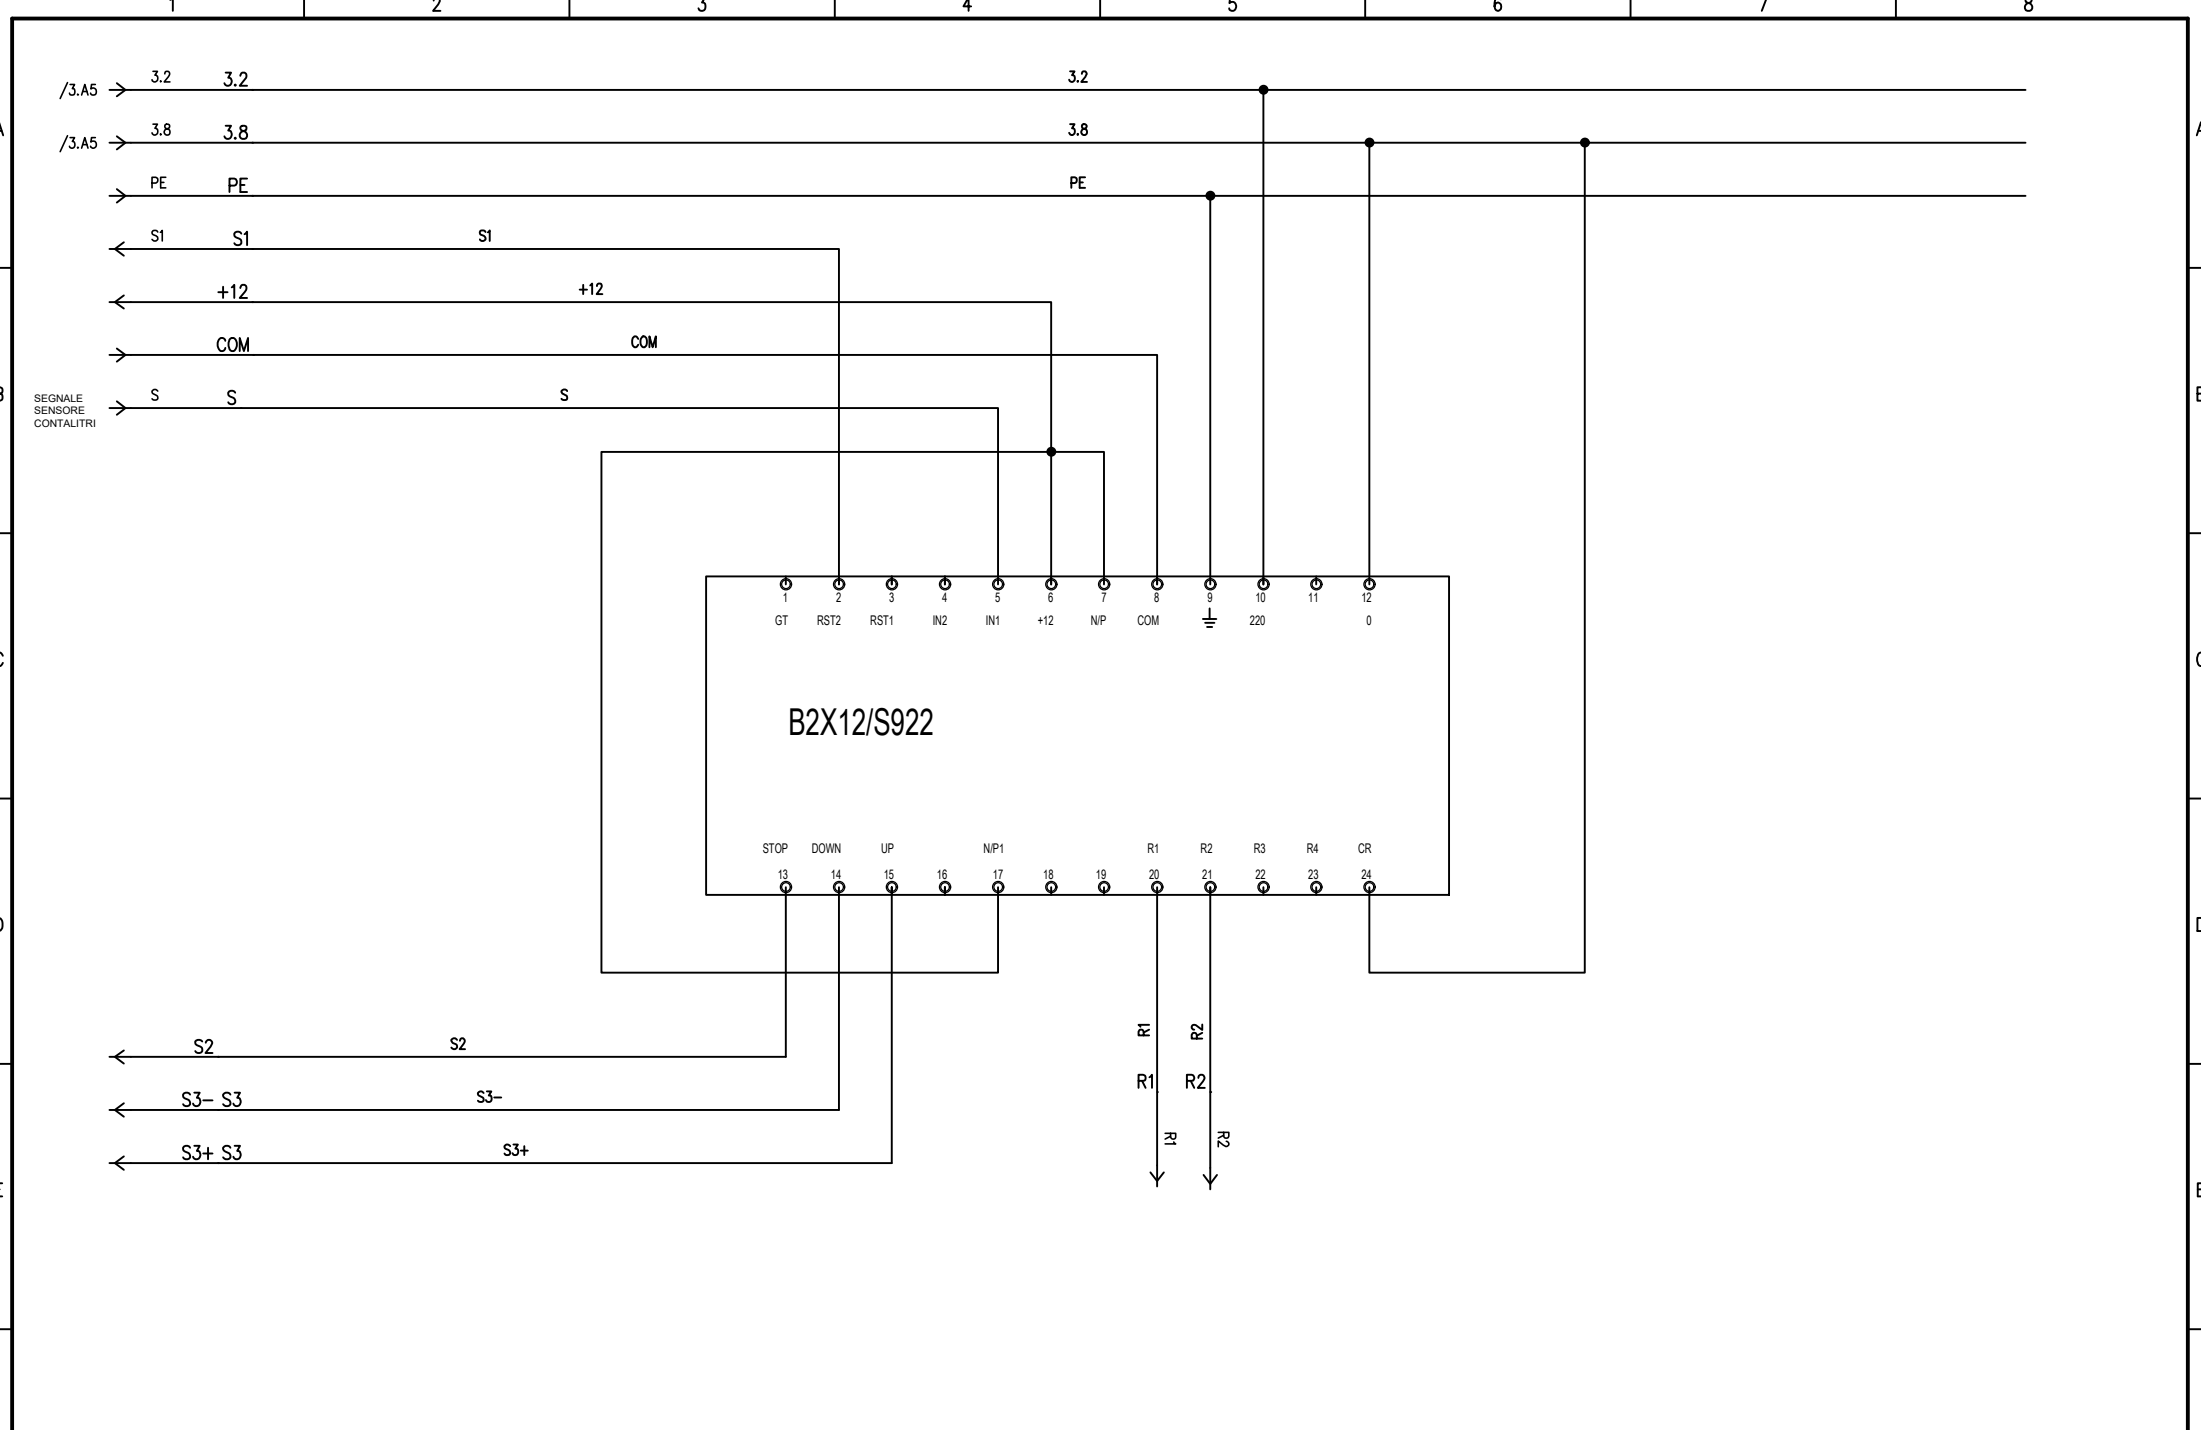 1 2 3 4 5 6 7 8
/3.A5 3.2 3.2 3.2
A A
/3.A5 3.8 3.8 3.8
PE PE PE
S1 S1 S1
+12 +12
COM COM
SEGNALE
SENSORE
CONTALITRI
S S S
1 2 3 4 5 6 7 8 9 10 11 12
GT RST2 RST1 IN2 IN1 +12 N/P COM 220 0
B2X12/S922
STOP DOWN UP N/P1 R1 R2 R3 R4 CR
13 14 15 16 17 18 19 20 21 22 23 24
D
R1 R2
S2 S2
R1 R2
S3- S3 S3-
R1 R2
S3+ S3 S3+
E